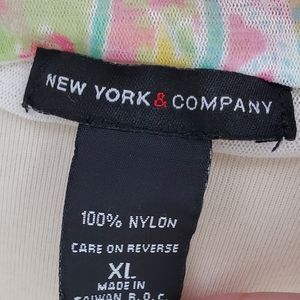 NEW YORK & COMPANY
100% NYLON
CARE ON REVERSE
XL
MADE IN
TAIWAN R.O.C.